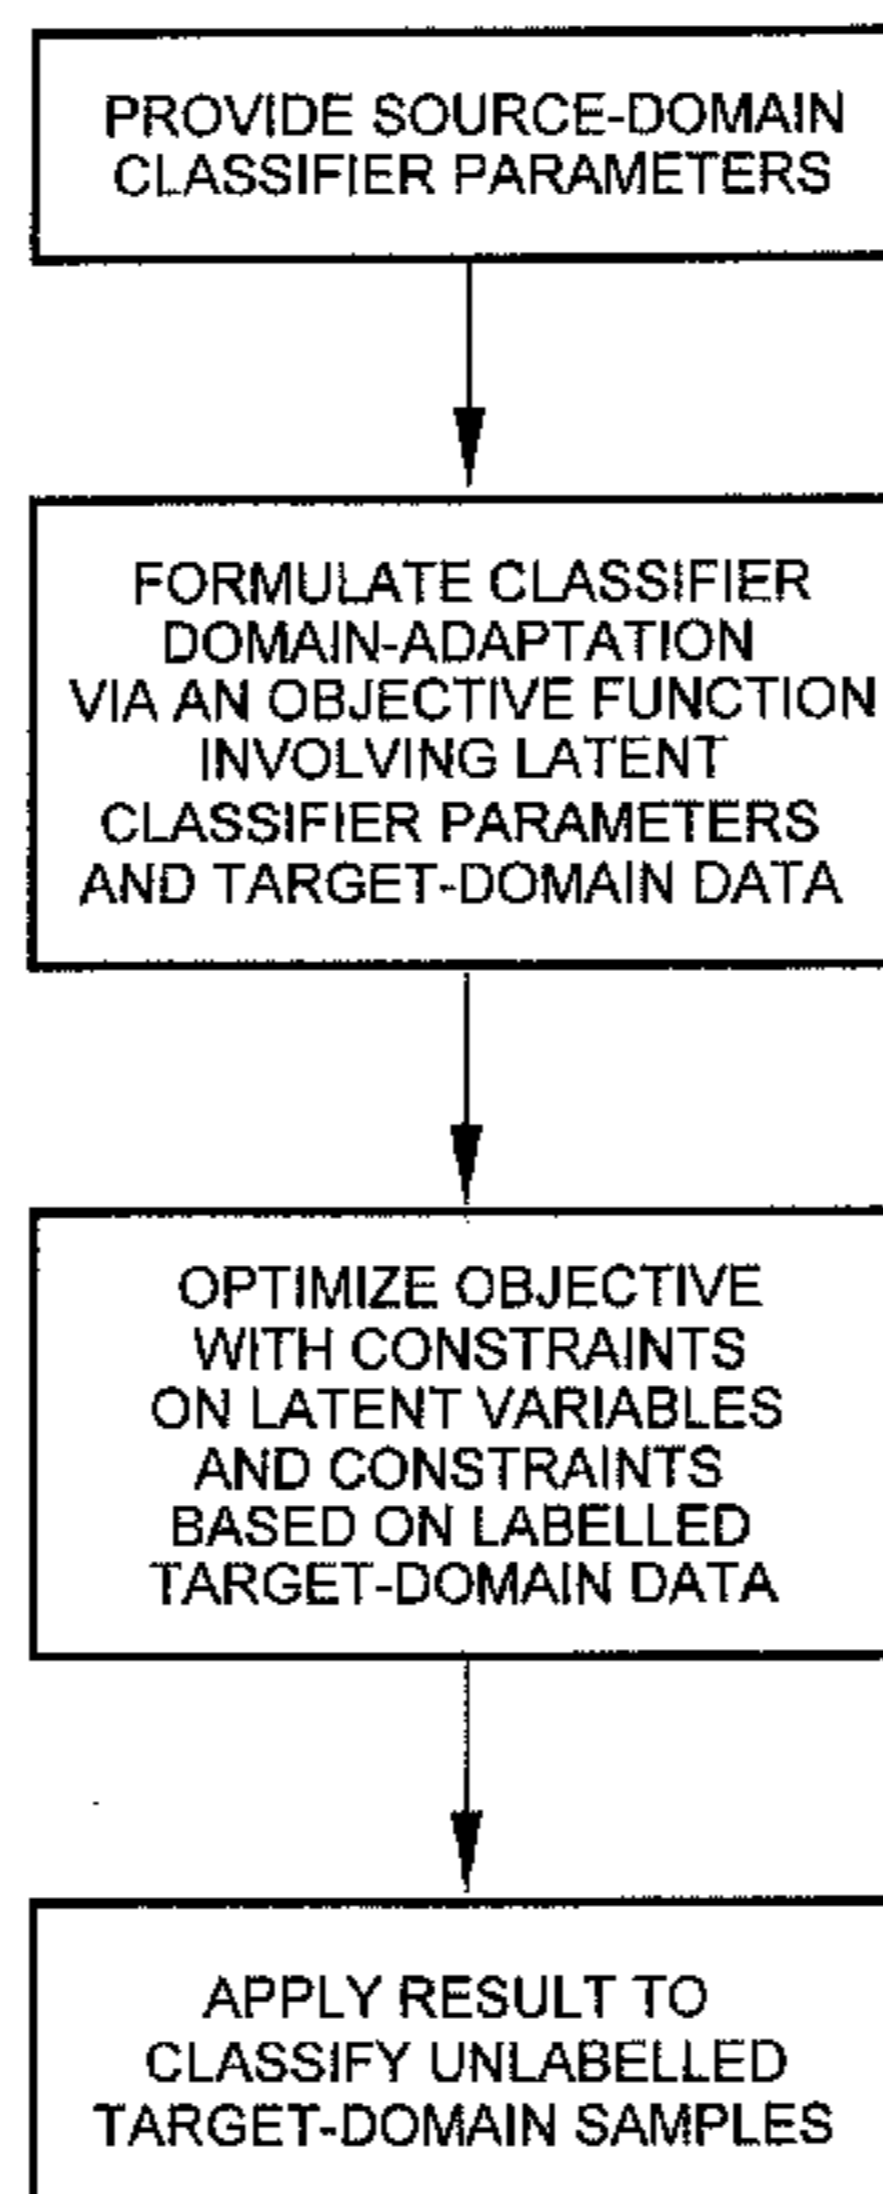 PROVIDE SOURCE-DOMAIN
CLASSIFIER PARAMETERS
FORMULATE CLASSIFIER
DOMAIN-ADAPTATION
VIA AN OBJECTIVE FUNCTION
INVOLVING LATENT
CLASSIFIER PARAMETERS
AND TARGET-DOMAIN DATA
OPTIMIZE OBJECTIVE
WITH CONSTRAINTS
ON LATENT VARIABLES
AND CONSTRAINTS
BASED ON LABELLED
TARGET-DOMAIN DATA
APPLY RESULT TO
CLASSIFY UNLABELLED
TARGET-DOMAIN SAMPLES